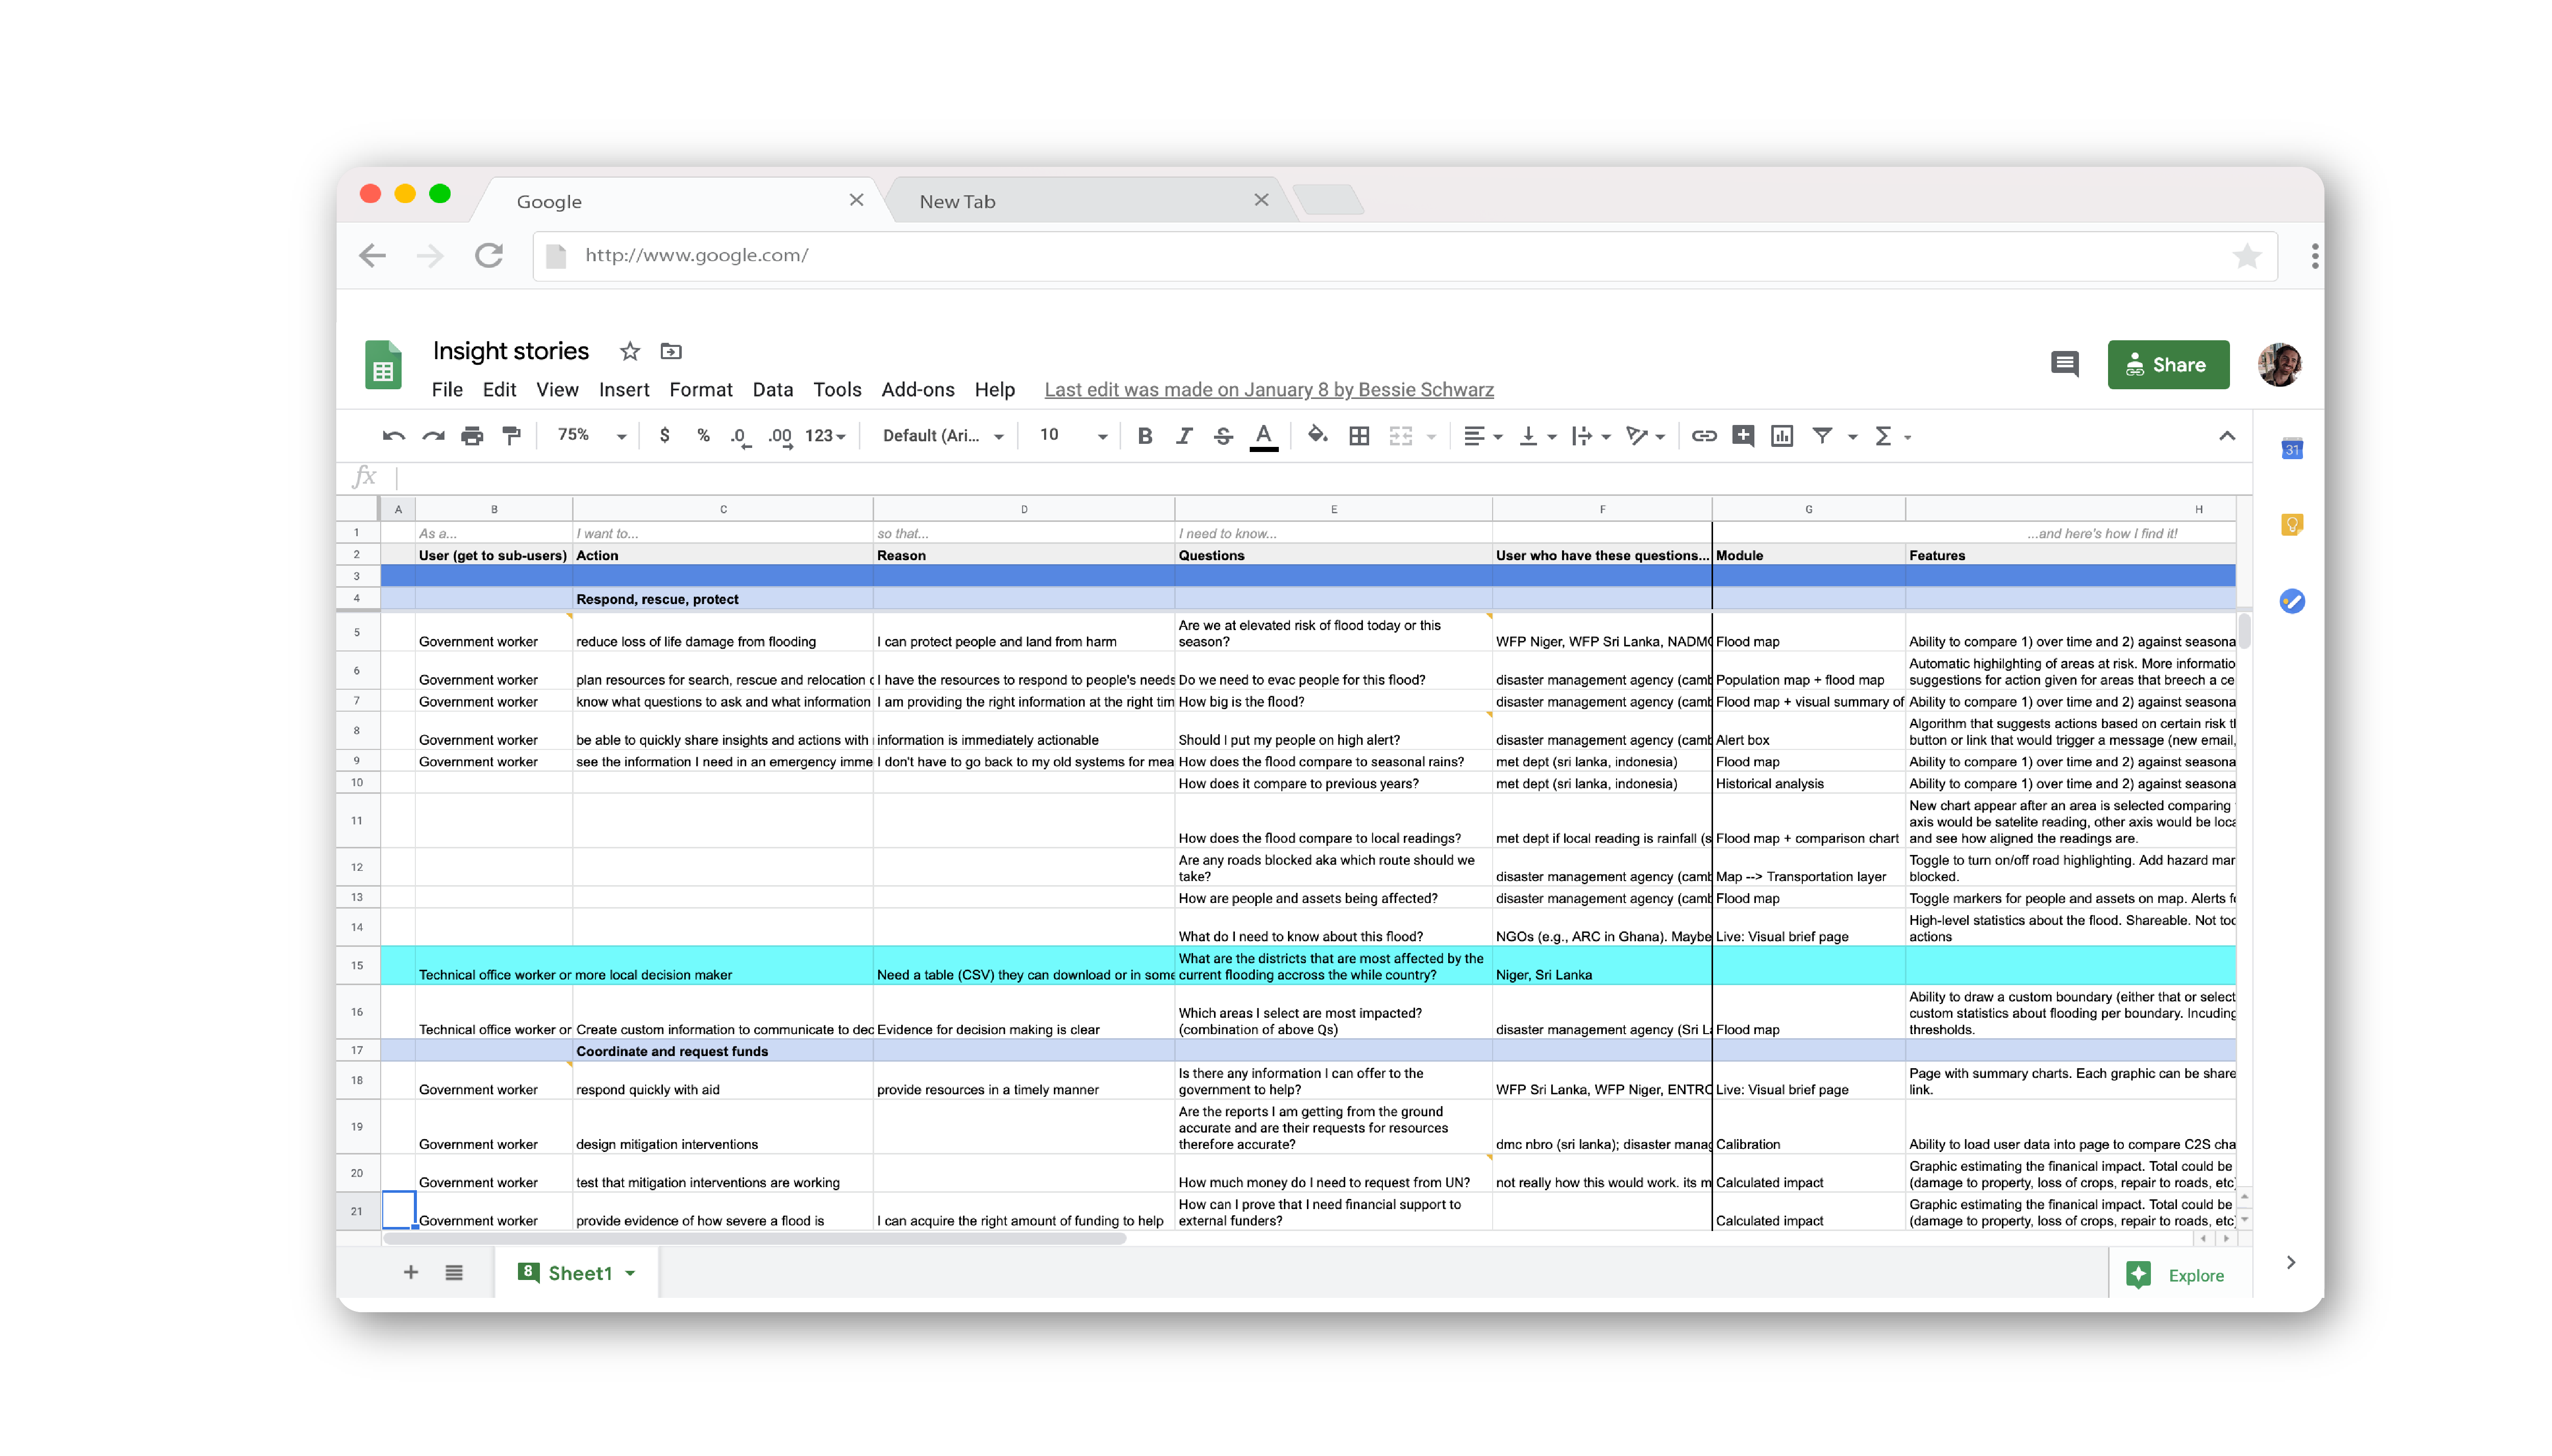 Google
New Tab
http://www.google.com/
Insight stories
Share
File Edit View Insert Format Data Tools Add-ons Help Last edit was made on January 8 by Bessie Schwarz
75% $ % .0 .00 123 Default (Ari... 10 B I S A Σ
31
fx
A B C D E F G H
1 As a... I want to... so that... I need to know... ...and here's how I find it!
2 User (get to sub-users) Action Reason Questions User who have these questions... Module Features
3
4 Respond, rescue, protect
Are we at elevated risk of flood today or this
5 Government worker reduce loss of life damage from flooding I can protect people and land from harm season? WFP Niger, WFP Sri Lanka, NADMO Flood map Ability to compare 1) over time and 2) against seasona
Automatic highilghting of areas at risk. More informatio
6 Government worker plan resources for search, rescue and relocation I have the resources to respond to people's needs Do we need to evac people for this flood? disaster management agency (camb Population map + flood map suggestions for action given for areas that breech a ce
7 Government worker know what questions to ask and what information I am providing the right information at the right tim How big is the flood? disaster management agency (camb Flood map + visual summary of Ability to compare 1) over time and 2) against seasona
Algorithm that suggests actions based on certain risk th
8 Government worker be able to quickly share insights and actions with information is immediately actionable Should I put my people on high alert? disaster management agency (camb Alert box button or link that would trigger a message (new email,
9 Government worker see the information I need in an emergency imme I don't have to go back to my old systems for mea How does the flood compare to seasonal rains? met dept (sri lanka, indonesia) Flood map Ability to compare 1) over time and 2) against seasona
10 How does it compare to previous years? met dept (sri lanka, indonesia) Historical analysis Ability to compare 1) over time and 2) against seasona
New chart appear after an area is selected comparing
11 axis would be satelite reading, other axis would be loca
How does the flood compare to local readings? met dept if local reading is rainfall (s Flood map + comparison chart and see how aligned the readings are.
Are any roads blocked aka which route should we Toggle to turn on/off road highlighting. Add hazard mar
12 take? disaster management agency (camb Map --> Transportation layer blocked.
13 How are people and assets being affected? disaster management agency (camb Flood map Toggle markers for people and assets on map. Alerts fo
High-level statistics about the flood. Shareable. Not too
14 What do I need to know about this flood? NGOs (e.g., ARC in Ghana). Maybe Live: Visual brief page actions
What are the districts that are most affected by the
15 Technical office worker or more local decision maker Need a table (CSV) they can download or in some current flooding accross the while country? Niger, Sri Lanka
Ability to draw a custom boundary (either that or select
16 Which areas I select are most impacted? custom statistics about flooding per boundary. Incuding
Technical office worker or Create custom information to communicate to dec Evidence for decision making is clear (combination of above Qs) disaster management agency (Sri La Flood map thresholds.
17 Coordinate and request funds
Is there any information I can offer to the Page with summary charts. Each graphic can be share
18 Government worker respond quickly with aid provide resources in a timely manner government to help? WFP Sri Lanka, WFP Niger, ENTRO Live: Visual brief page link.
Are the reports I am getting from the ground
19 accurate and are their requests for resources
Government worker design mitigation interventions therefore accurate? dmc nbro (sri lanka); disaster manag Calibration Ability to load user data into page to compare C2S cha
Graphic estimating the finanical impact. Total could be
20 Government worker test that mitigation interventions are working How much money do I need to request from UN? not really how this would work. its m Calculated impact (damage to property, loss of crops, repair to roads, etc)
How can I prove that I need financial support to Graphic estimating the finanical impact. Total could be
21 Government worker provide evidence of how severe a flood is I can acquire the right amount of funding to help external funders? Calculated impact (damage to property, loss of crops, repair to roads, etc)
8 Sheet1
Explore